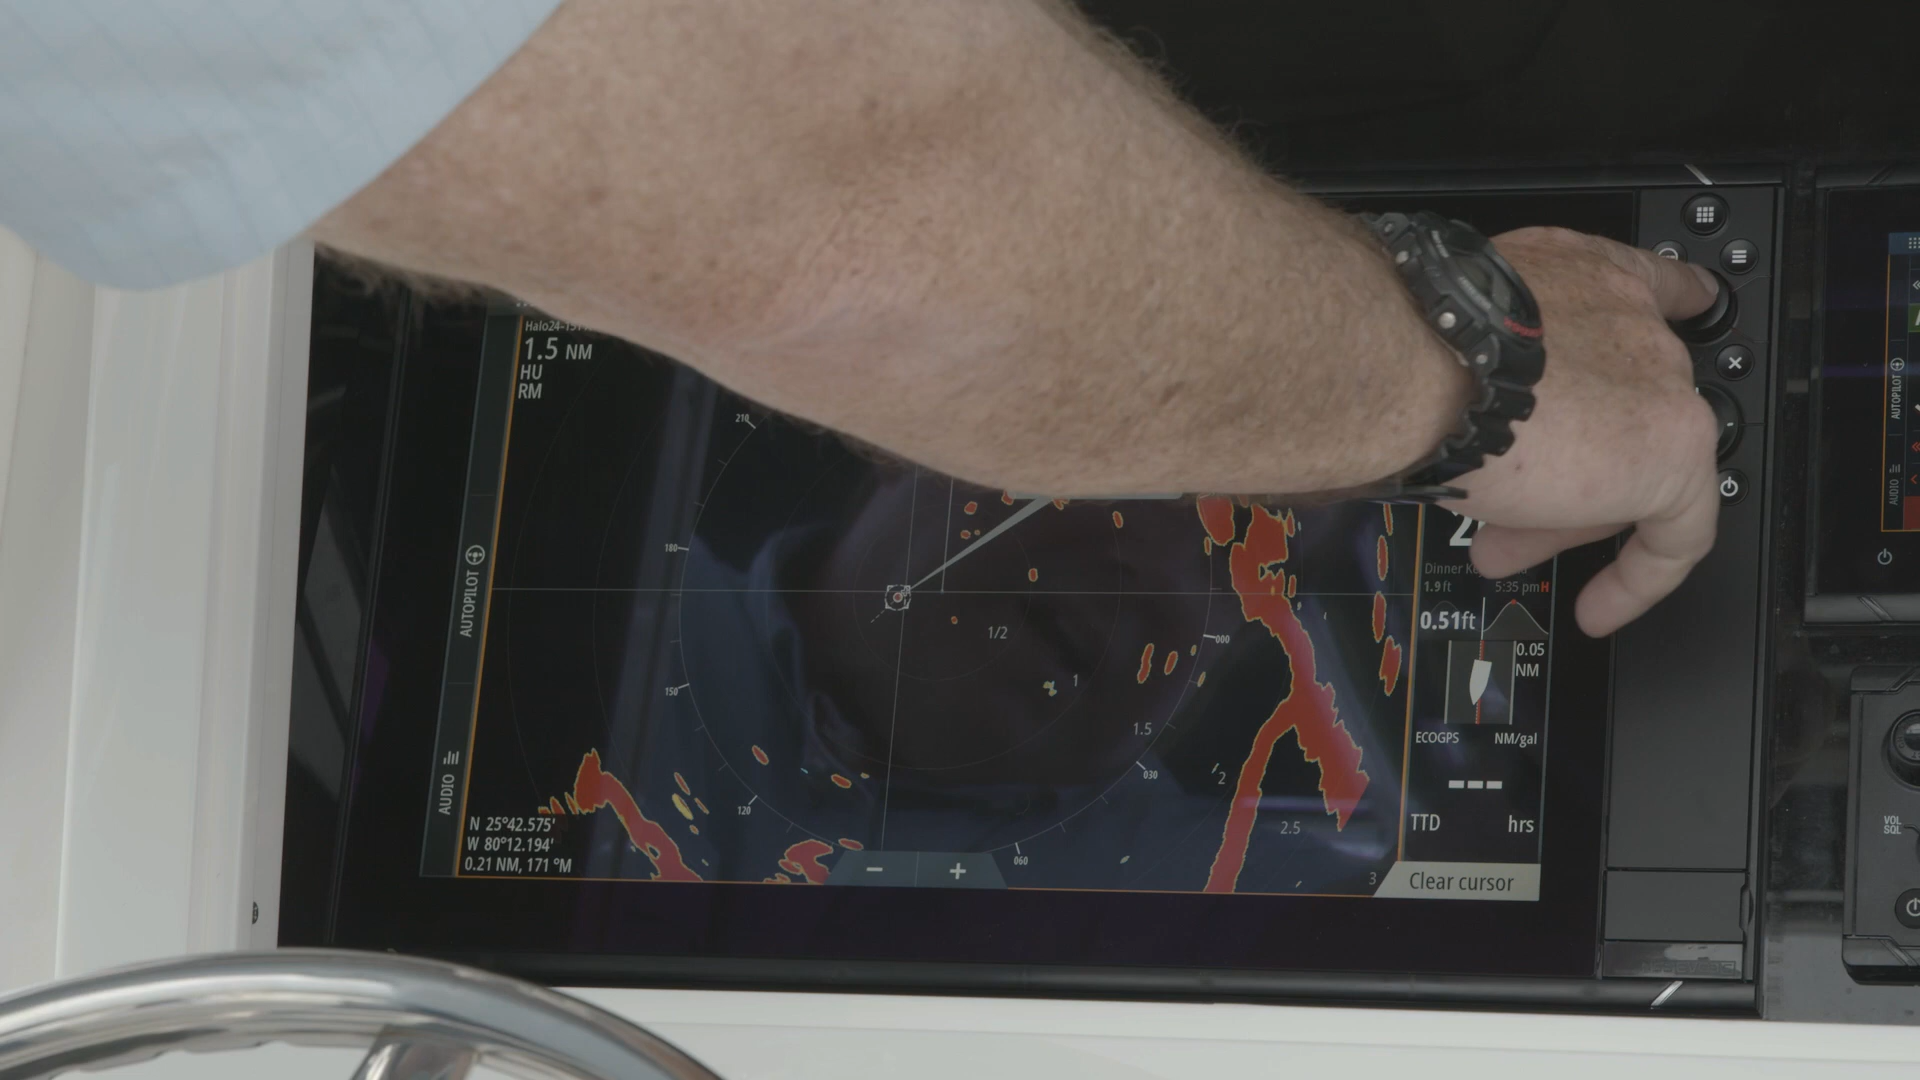 1.5 NM
HU
RM
210
180
150
120
060
030
000
1/2
1
1.5
2
2.5
3
AUTOPILOT
AUDIO
N 25°42.575'
W 80°12.194'
0.21 NM, 171 °M
−
+
1.9 ft
5:35 pm H
0.51ft
0.05
NM
ECOGPS
NM/gal
---
TTD
hrs
Clear cursor
AUTOPILOT
AUDIO
VOL
SQL